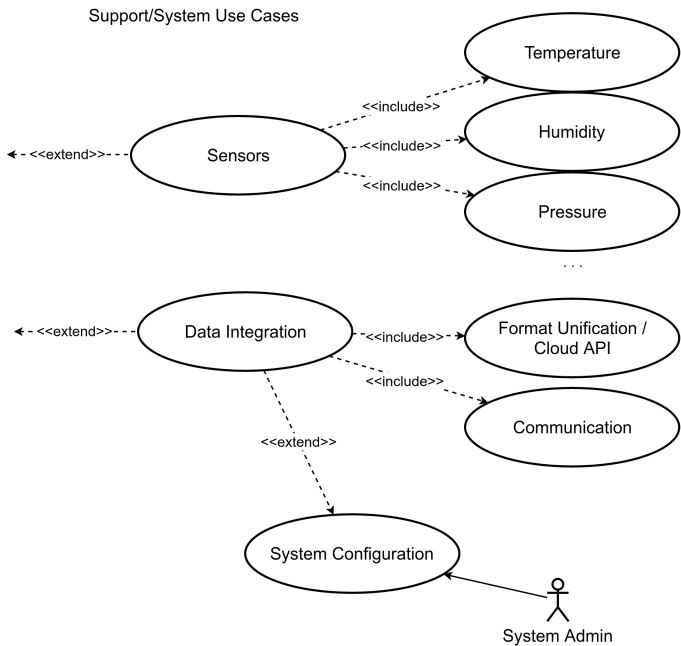 Support/System Use Cases
Temperature
<<include>>
Humidity
<<extend>>
Sensors
<<include>>
<<include>>
Pressure
. . .
<<extend>>
Data Integration
<<include>>
Format Unification /
Cloud API
<<include>>
Communication
<<extend>>
System Configuration
System Admin